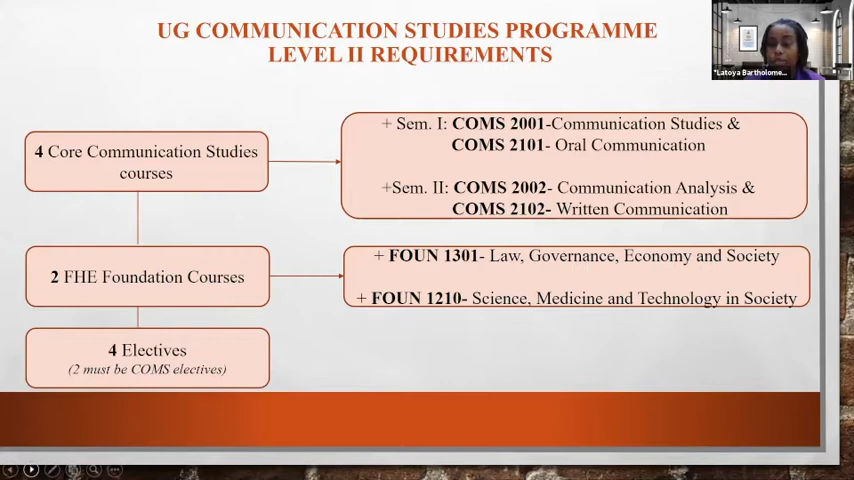 UG COMMUNICATION STUDIES PROGRAMME
LEVEL II REQUIREMENTS
"Latoya Bartholome...
4 Core Communication Studies
courses
+ Sem. I: COMS 2001-Communication Studies &
COMS 2101- Oral Communication
+Sem. II: COMS 2002- Communication Analysis &
COMS 2102- Written Communication
2 FHE Foundation Courses
+ FOUN 1301- Law, Governance, Economy and Society
+ FOUN 1210- Science, Medicine and Technology in Society
4 Electives
(2 must be COMS electives)